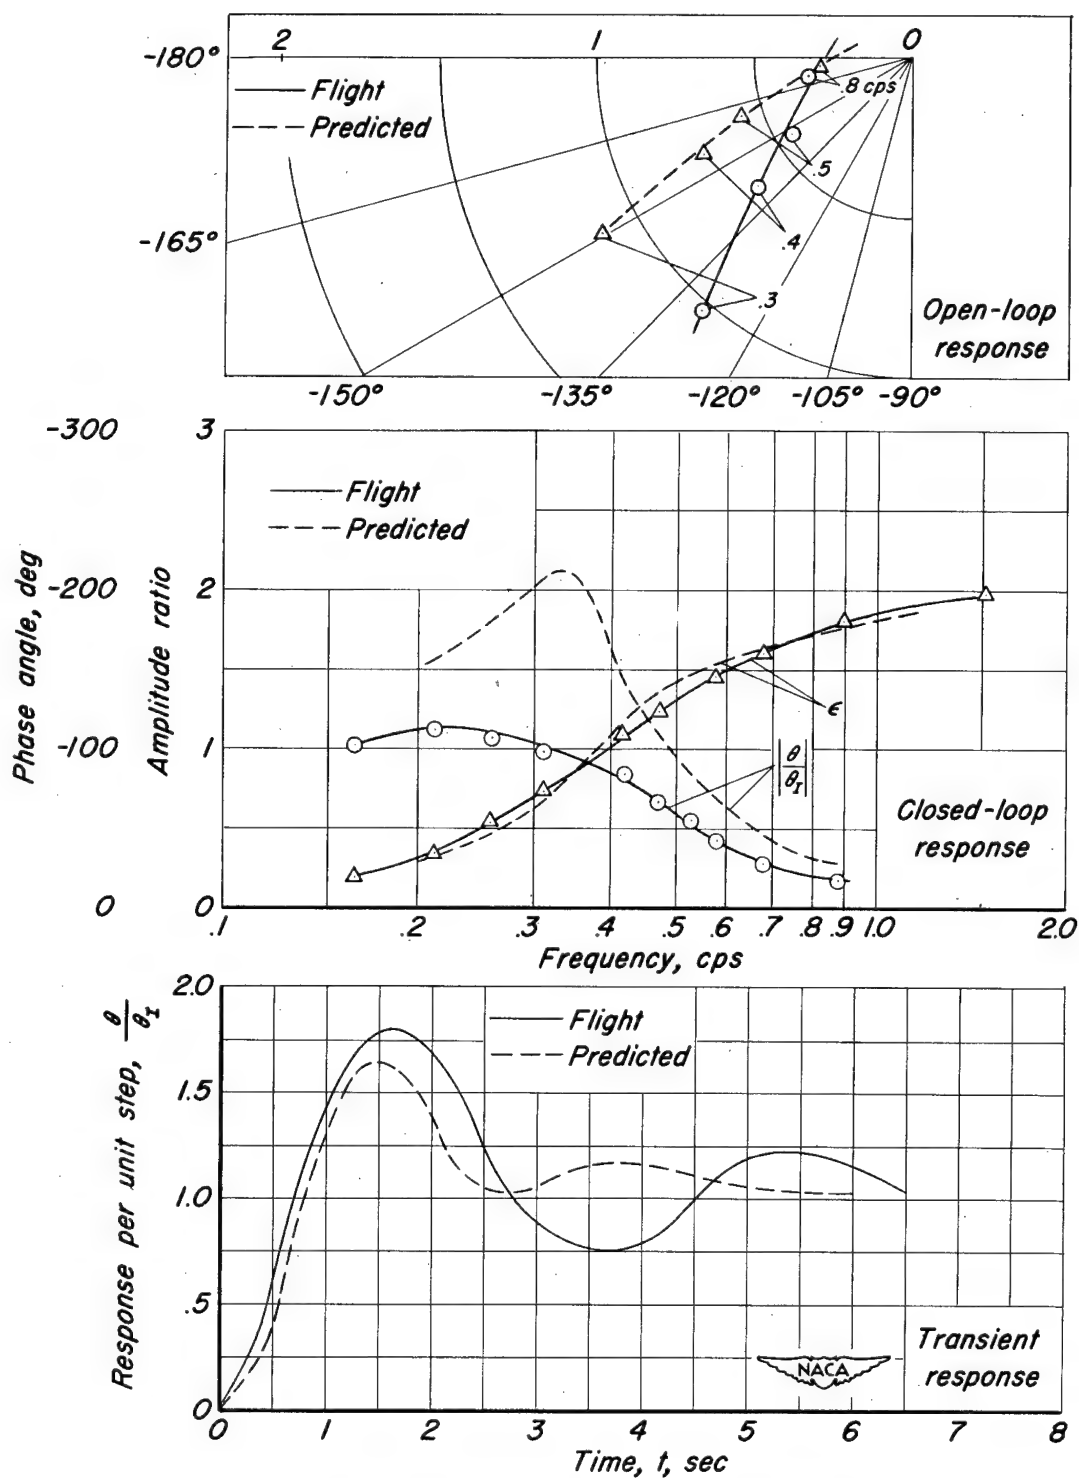 2 1 0
-180°
Flight
Predicted
.8 cps
.5
.4
.3
-165°
Open-loop
response
-150° -135° -120° -105° -90°
-300 3
Flight
Predicted
-200 2
Phase angle, deg
Amplitude ratio
ϵ
-100 1
|θ/θI|
Closed-loop
response
0 0
.1 .2 .3 .4 .5 .6 .7 .8 .9 1.0 2.0
Frequency, cps
2.0
Flight
Predicted
1.5
Response per unit step, θ/θI
1.0
.5
Transient
response
NACA
0
0 1 2 3 4 5 6 7 8
Time, t, sec